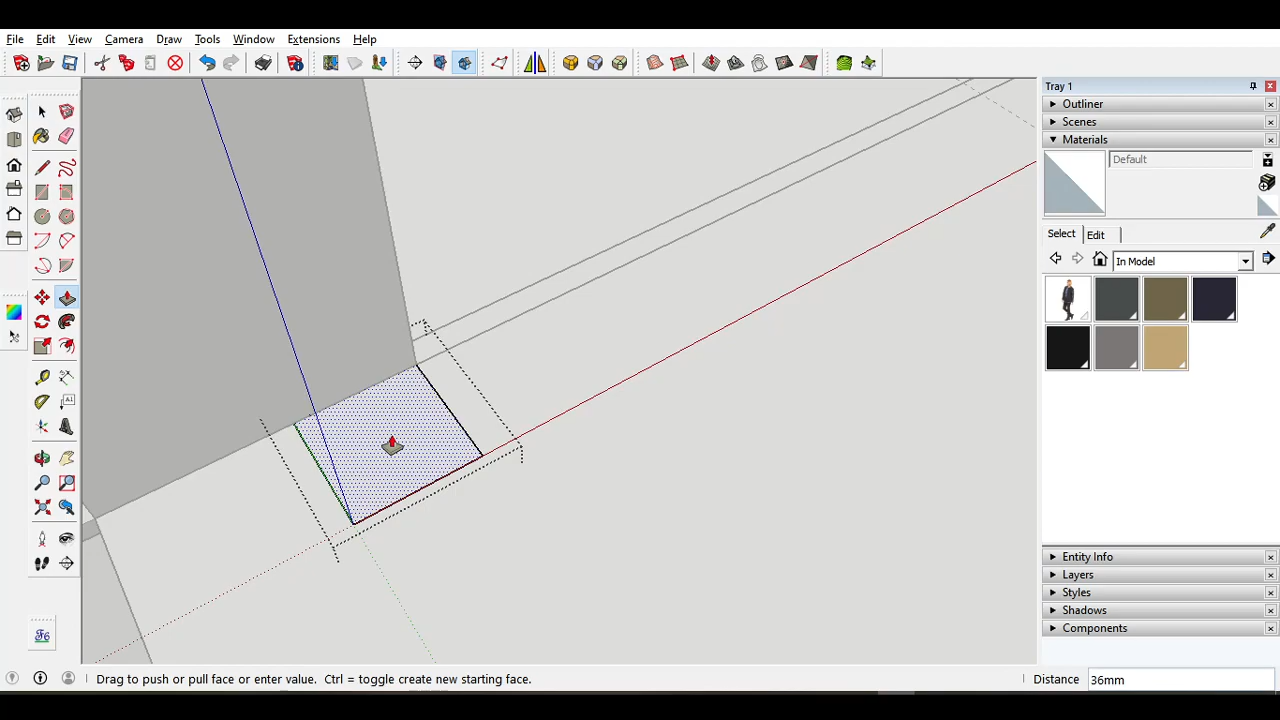 File Edit View Camera Draw Tools Window Extensions Help
Tray 1
Outliner
Scenes
Materials
Default
Select Edit
In Model
A1
Entity Info
Layers
Styles
Shadows
Components
F6
Drag to push or pull face or enter value. Ctrl = toggle create new starting face.
Distance 36mm